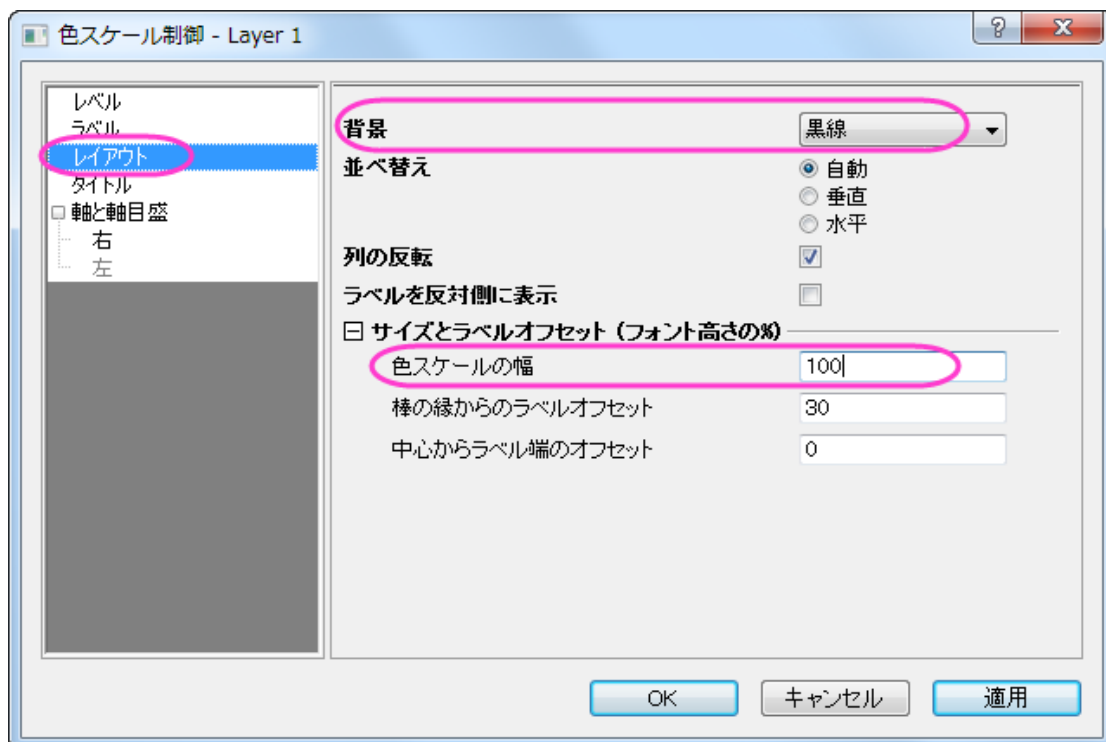 色スケール制御 - Layer 1
レベル
ラベル
レイアウト
タイトル
軸と軸目盛
右
左
背景 黒線
並べ替え 自動
垂直
水平
列の反転
ラベルを反対側に表示
サイズとラベルオフセット（フォント高さの%）
色スケールの幅 100
棒の縁からのラベルオフセット 30
中心からラベル端のオフセット 0
OK キャンセル 適用